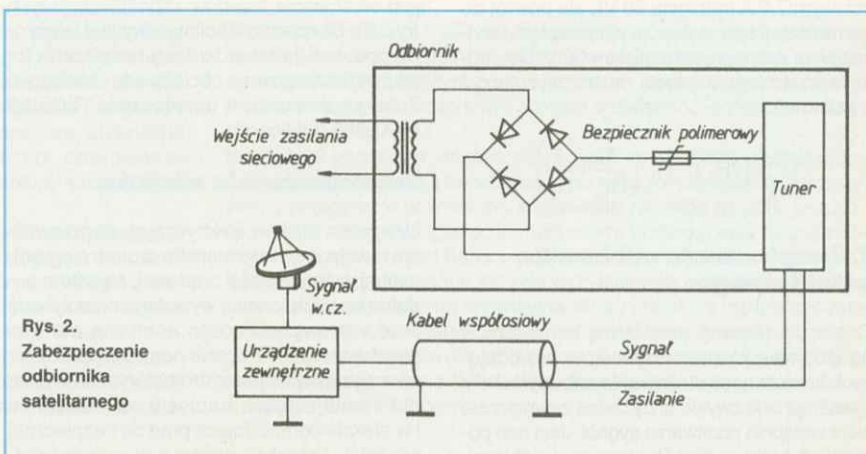 Odbiornik
Wejście zasilania
sieciowego
Bezpiecznik polimerowy
Tuner
Sygnał
w.cz.
Rys. 2.
Zabezpieczenie
odbiornika
satelitarnego
Urządzenie
zewnętrzne
Kabel współosiowy
Sygnał
Zasilanie